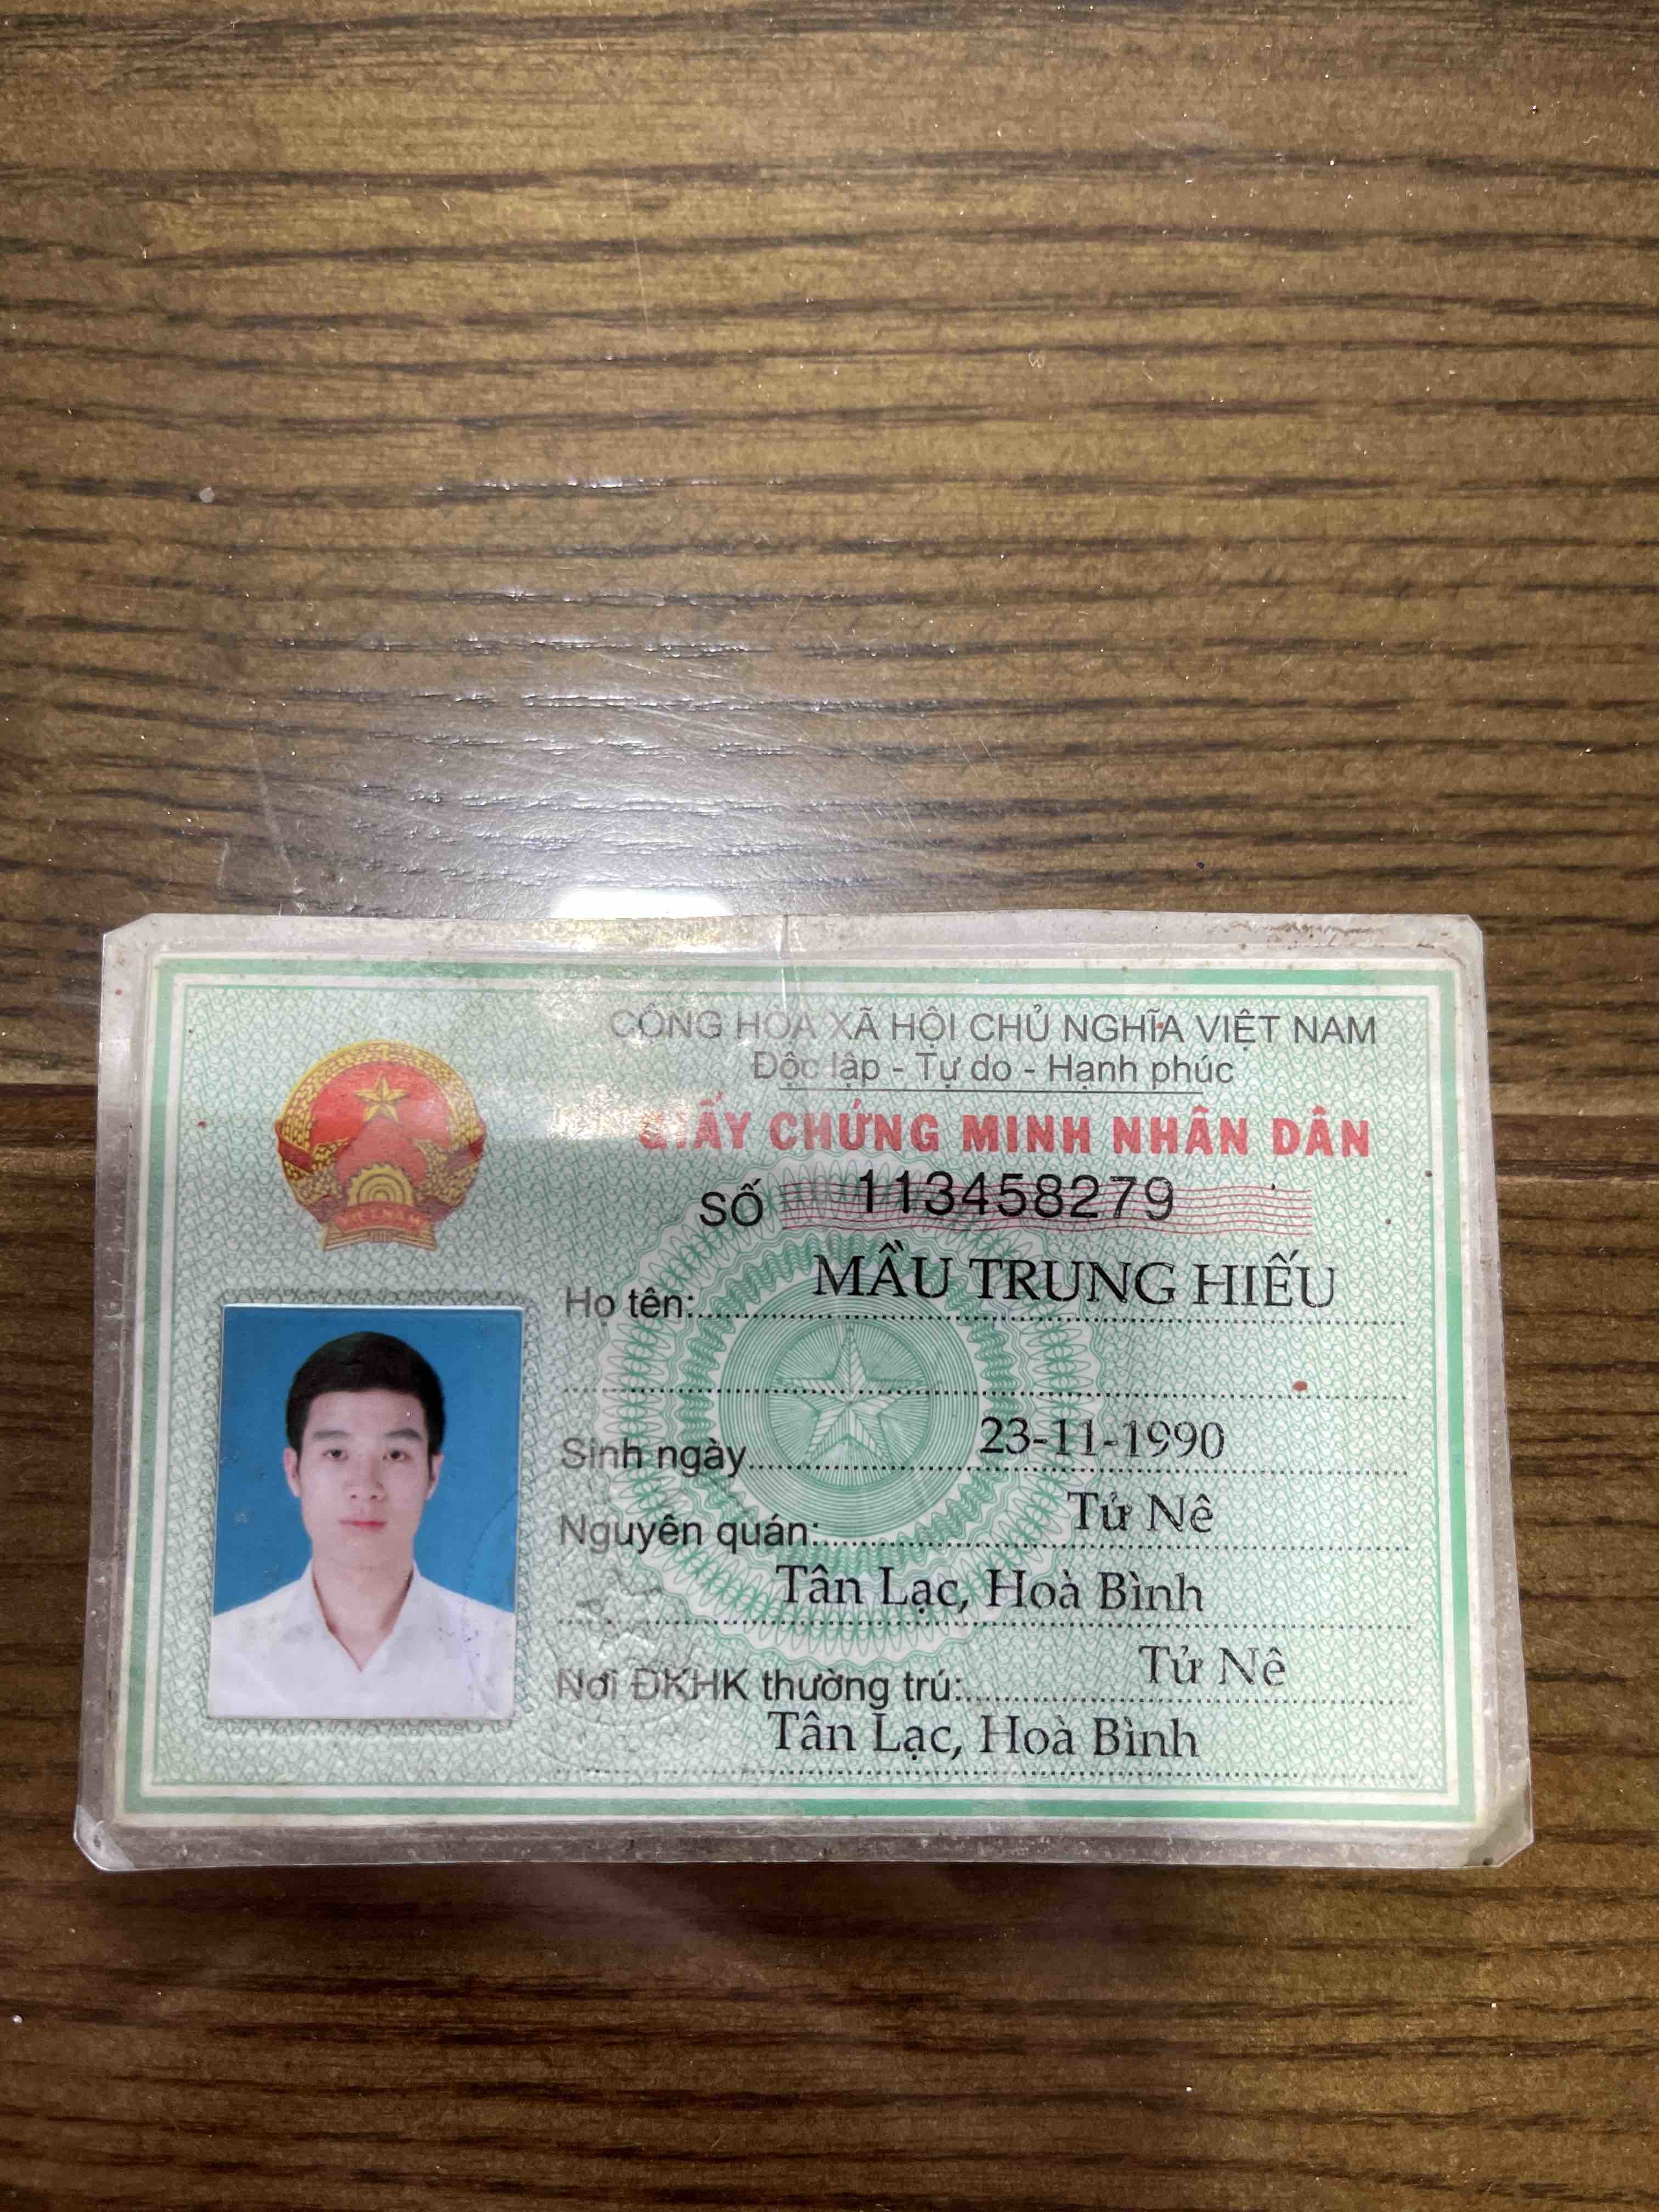 CỘNG HÒA XÃ HỘI CHỦ NGHĨA VIỆT NAM
Độc lập - Tự do - Hạnh phúc
GIẤY CHỨNG MINH NHÂN DÂN
SỐ 113458279
Họ tên: MẦU TRUNG HIẾU
Sinh ngày 23-11-1990
Nguyên quán: Tử Nê
Tân Lạc, Hoà Bình
Nơi ĐKHK thường trú: Tử Nê
Tân Lạc, Hoà Bình